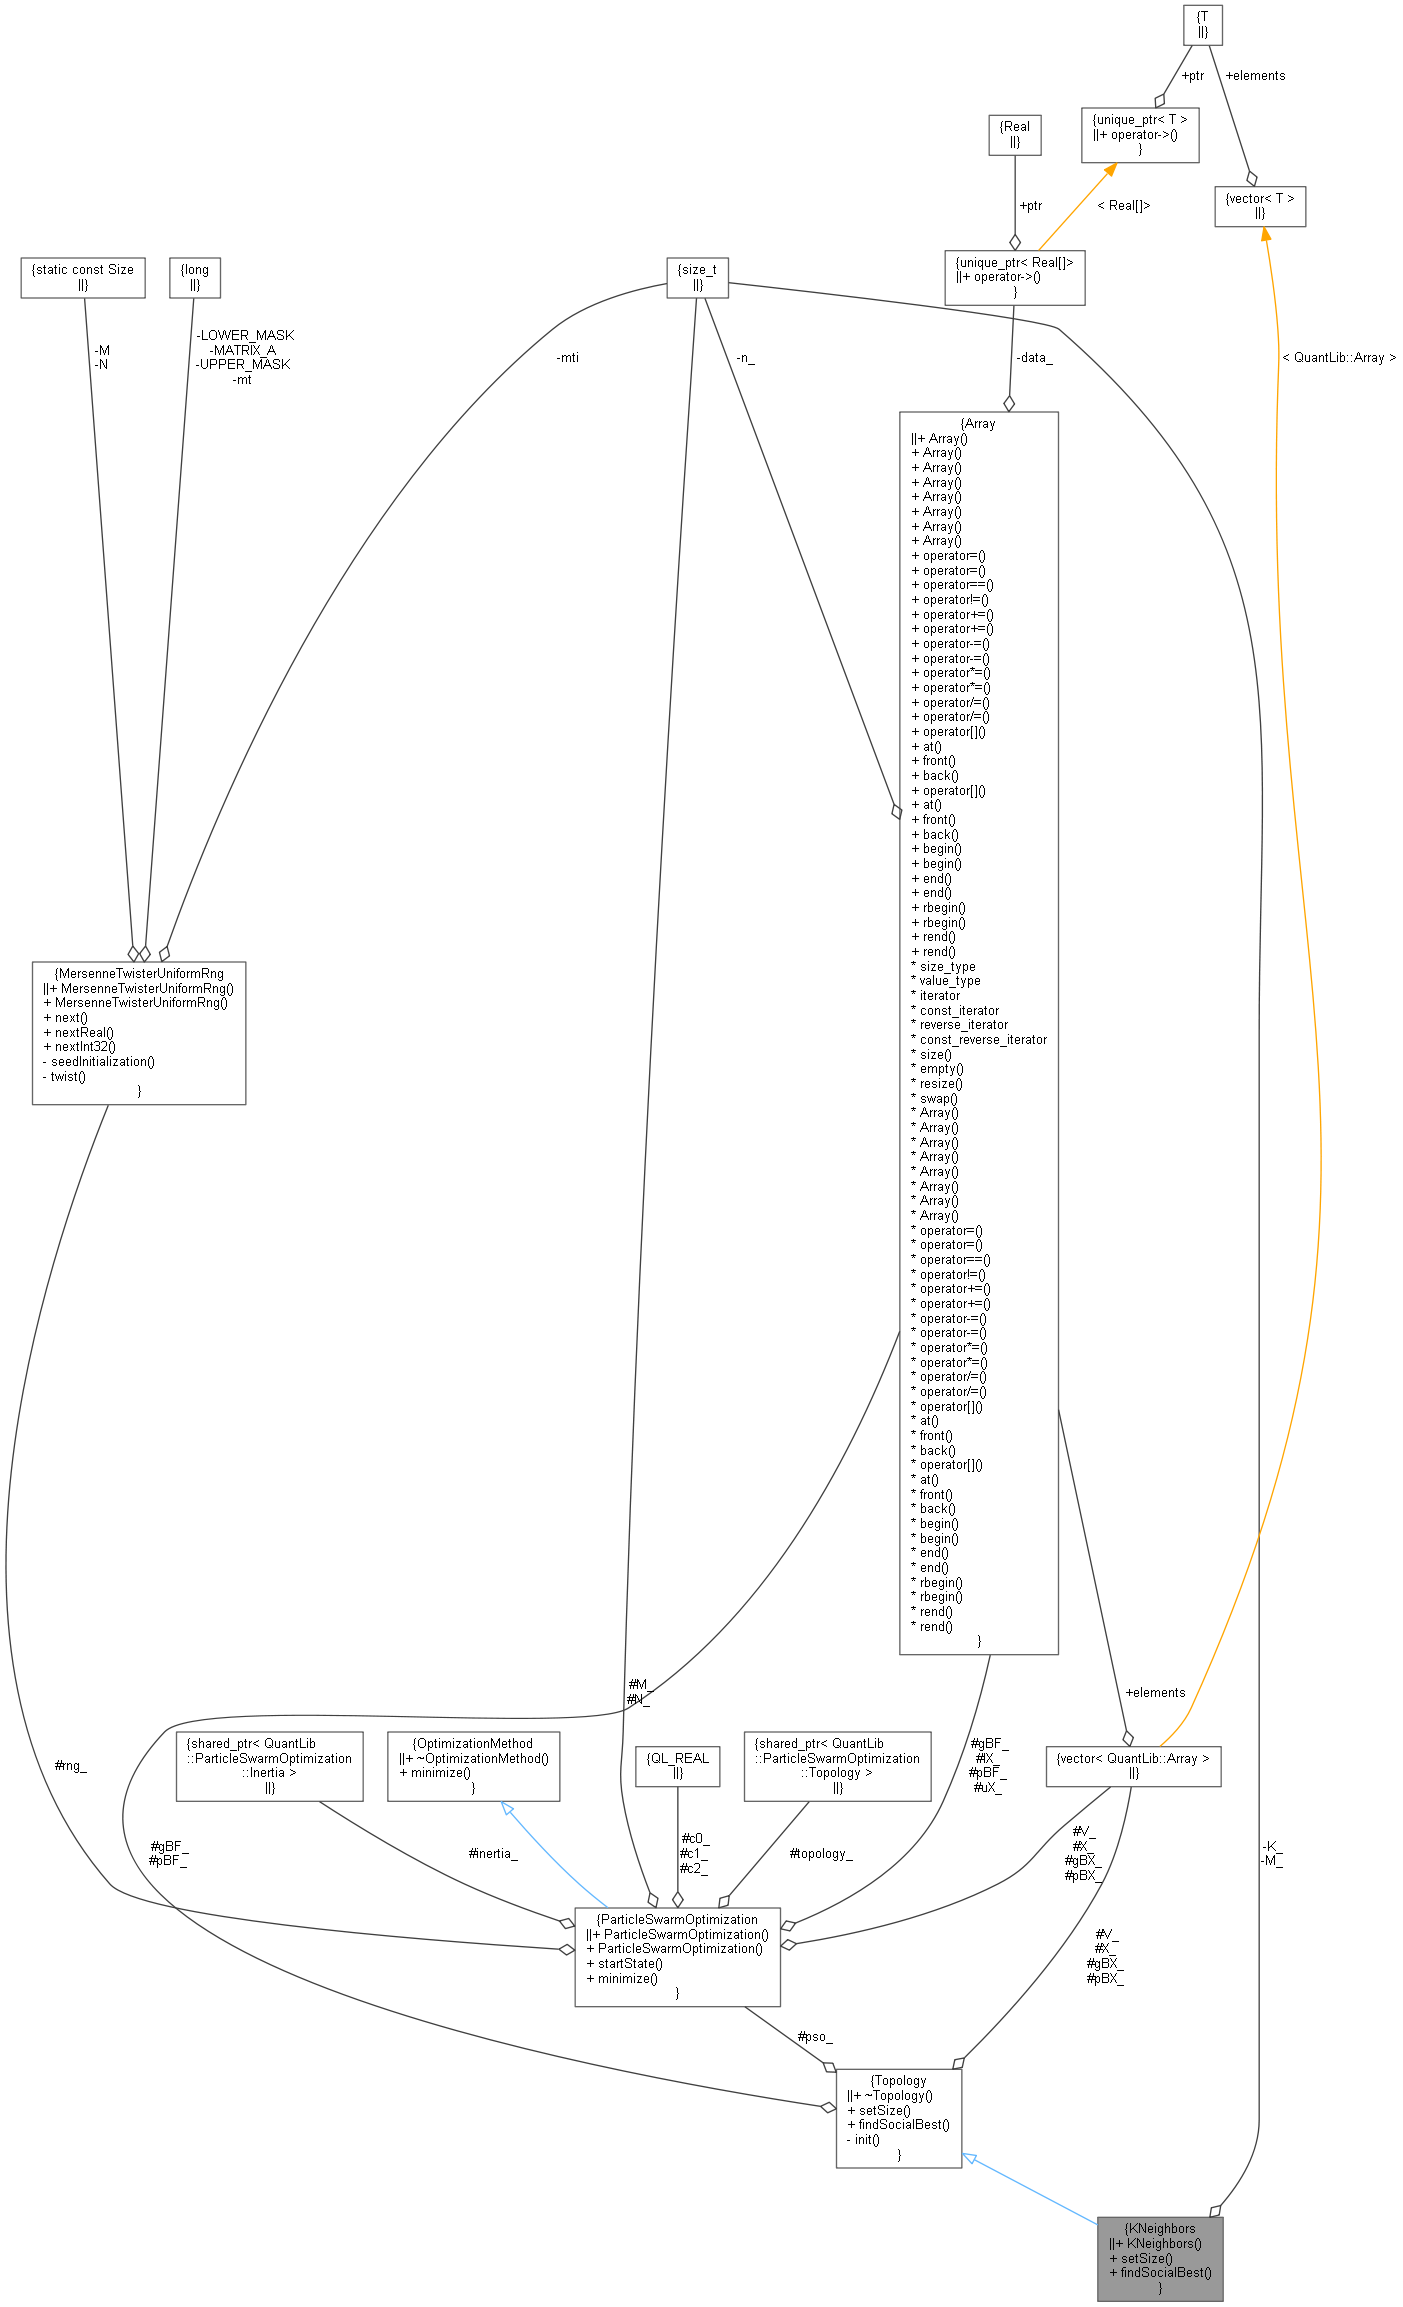 {T
||}
+ptr
+elements
{unique_ptr< T >
||+ operator->()
}
{Real
||}
{vector< T >
||}
+ptr
< Real[]>
{unique_ptr< Real[]>
||+ operator->()
}
{static const Size
||}
{long
||}
{size_t
||}
-M
-N
-LOWER_MASK
-MATRIX_A
-UPPER_MASK
-mt
-mti
-n_
-data_
< QuantLib::Array >
{Array
||+ Array()
+ Array()
+ Array()
+ Array()
+ Array()
+ Array()
+ Array()
+ Array()
+ operator=()
+ operator=()
+ operator==()
+ operator!=()
+ operator+=()
+ operator+=()
+ operator-=()
+ operator-=()
+ operator*=()
+ operator*=()
+ operator/=()
+ operator/=()
+ operator[]()
+ at()
+ front()
+ back()
+ operator[]()
+ at()
+ front()
+ back()
+ begin()
+ begin()
+ end()
+ end()
+ rbegin()
+ rbegin()
+ rend()
+ rend()
* size_type
* value_type
* iterator
* const_iterator
* reverse_iterator
* const_reverse_iterator
* size()
* empty()
* resize()
* swap()
* Array()
* Array()
* Array()
* Array()
* Array()
* Array()
* Array()
* Array()
* operator=()
* operator=()
* operator==()
* operator!=()
* operator+=()
* operator+=()
* operator-=()
* operator-=()
* operator*=()
* operator*=()
* operator/=()
* operator/=()
* operator[]()
* at()
* front()
* back()
* operator[]()
* at()
* front()
* back()
* begin()
* begin()
* end()
* end()
* rbegin()
* rbegin()
* rend()
* rend()
}
{MersenneTwisterUniformRng
||+ MersenneTwisterUniformRng()
+ MersenneTwisterUniformRng()
+ next()
+ nextReal()
+ nextInt32()
- seedInitialization()
- twist()
}
#M_
#N_
+elements
#rng_
{shared_ptr< QuantLib
::ParticleSwarmOptimization
::Inertia >
||}
{OptimizationMethod
||+ ~OptimizationMethod()
+ minimize()
}
{QL_REAL
||}
{shared_ptr< QuantLib
::ParticleSwarmOptimization
::Topology >
||}
#gBF_
#lX_
#pBF_
#uX_
{vector< QuantLib::Array >
||}
#gBF_
#pBF_
#inertia_
#c0_
#c1_
#c2_
#topology_
#V_
#X_
#gBX_
#pBX_
-K_
-M_
{ParticleSwarmOptimization
||+ ParticleSwarmOptimization()
+ ParticleSwarmOptimization()
+ startState()
+ minimize()
}
#V_
#X_
#gBX_
#pBX_
#pso_
{Topology
||+ ~Topology()
+ setSize()
+ findSocialBest()
- init()
}
{KNeighbors
||+ KNeighbors()
+ setSize()
+ findSocialBest()
}